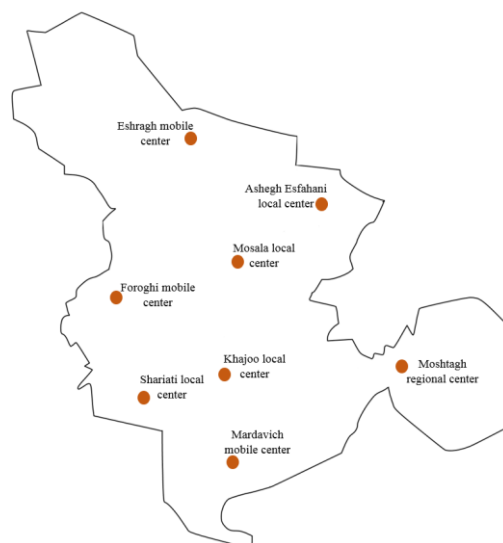 Eshragh mobile
center
Ashegh Esfahani
local center
Mosala local
center
Foroghi mobile
center
Khajoo local
center
Moshtagh
regional center
Shariati local
center
Mardavich
mobile center